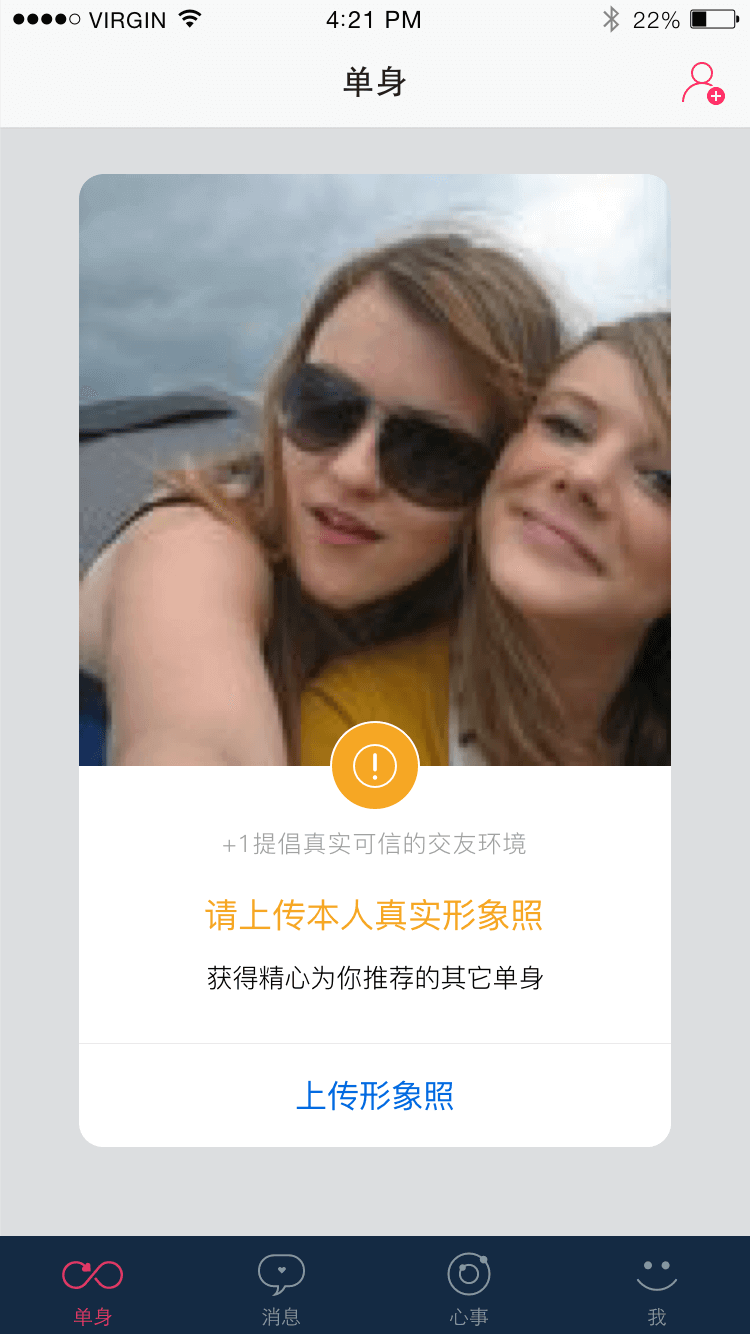 VIRGIN 4:21 PM 22%
单身
+1提倡真实可信的交友环境
请上传本人真实形象照
获得精心为你推荐的其它单身
上传形象照
单身 消息 心事 我